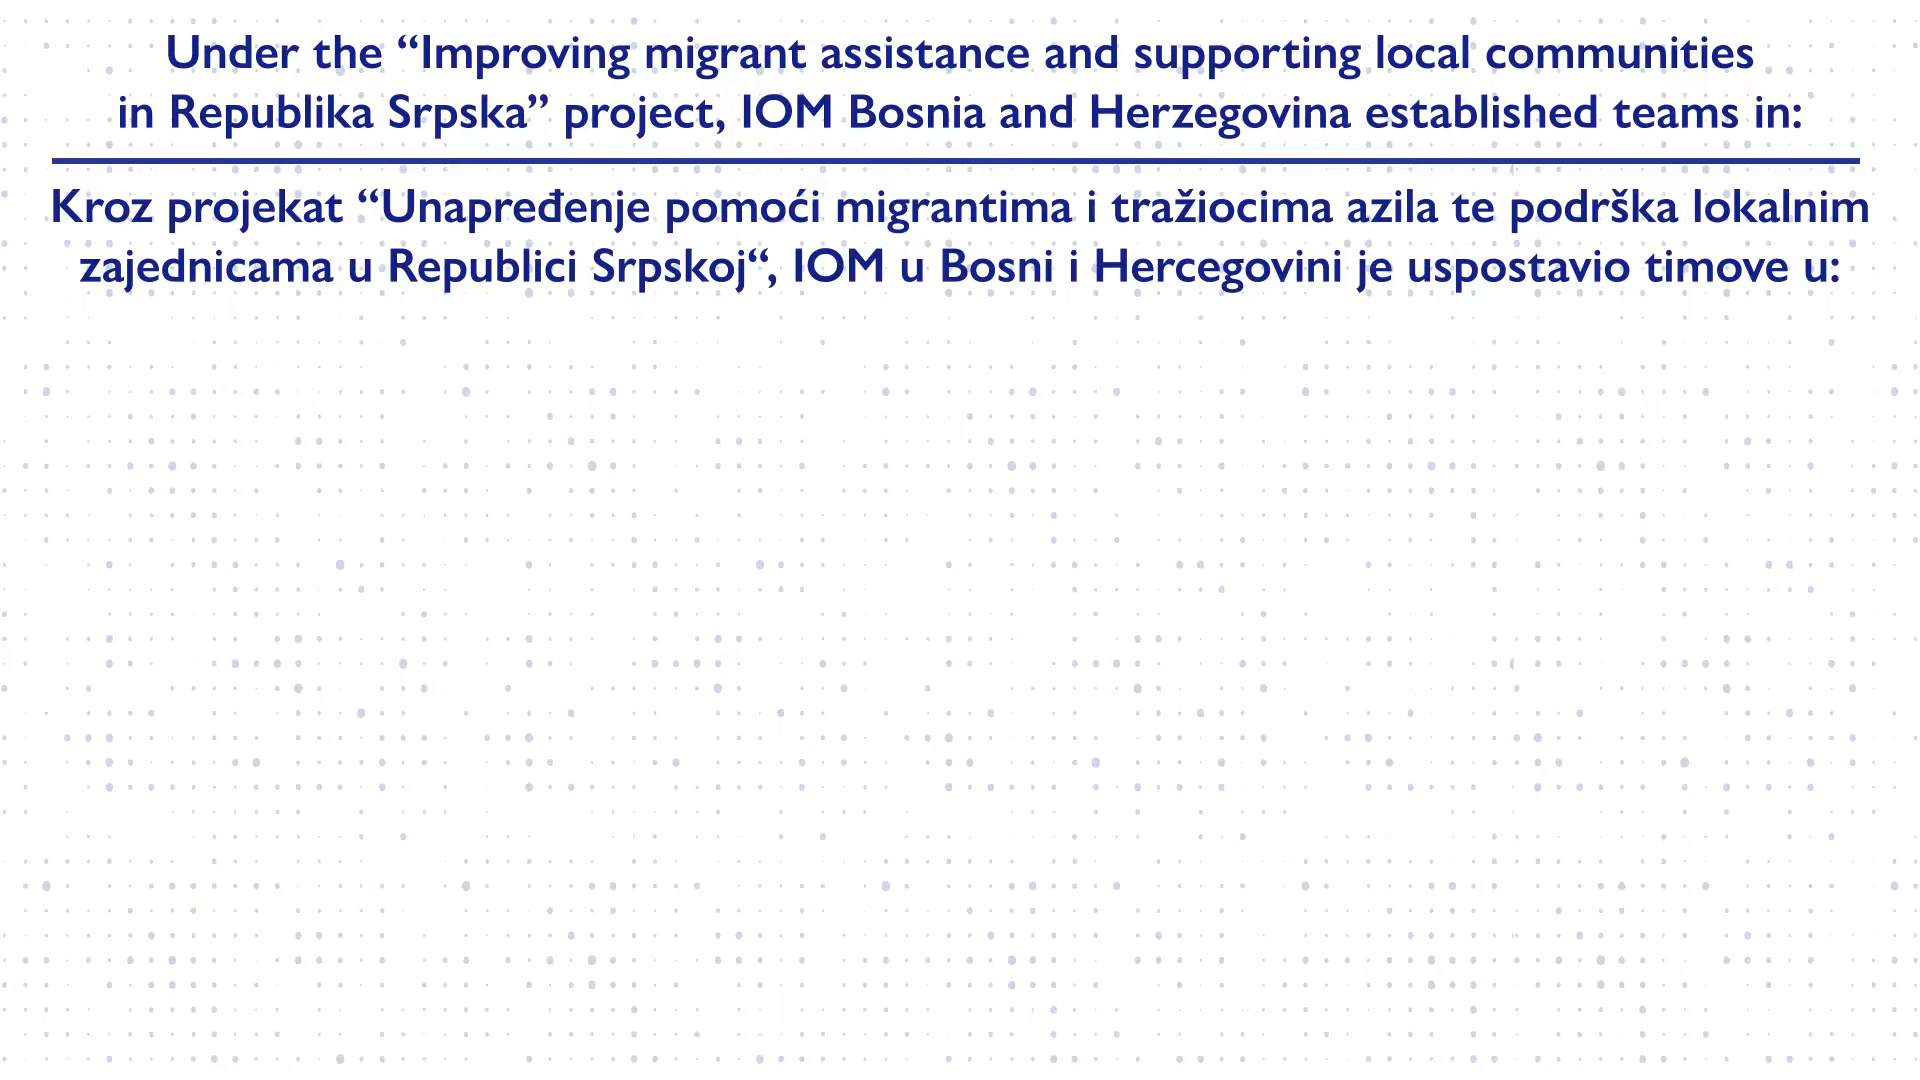 Under the “Improving migrant assistance and supporting local communities
in Republika Srpska” project, IOM Bosnia and Herzegovina established teams in:
Kroz projekat “Unapređenje pomoći migrantima i tražiocima azila te podrška lokalnim
zajednicama u Republici Srpskoj“, IOM u Bosni i Hercegovini je uspostavio timove u: